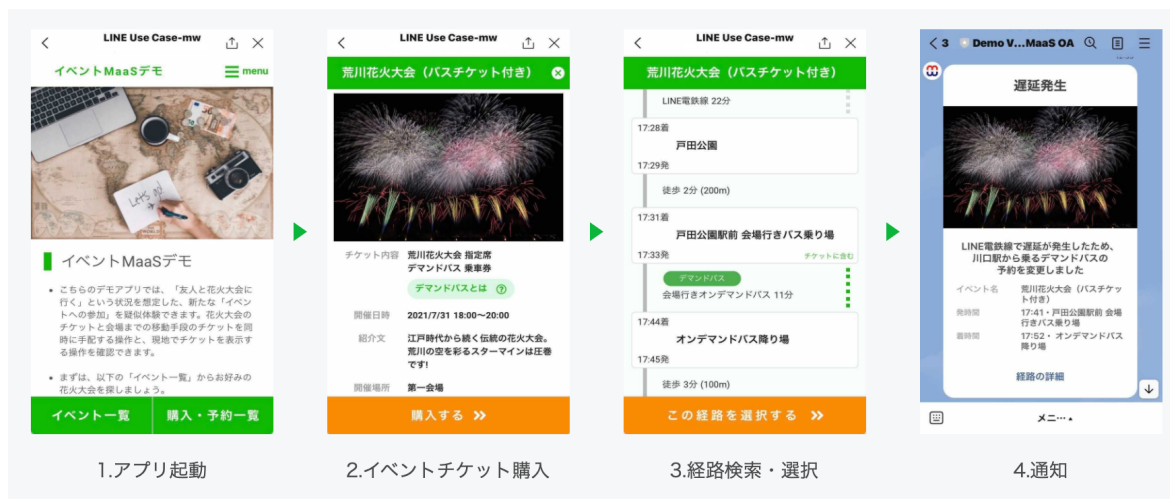 LINE Use Case-mw
イベントMaaSデモ
menu
Let's go!
イベントMaaSデモ
• こちらのデモアプリでは、「友人と花火大会に
行く」という状況を想定した、新たな「イベン
トへの参加」を疑似体験できます。花火大会の
チケットと会場までの移動手段のチケットを同
時に手配する操作と、現地でチケットを表示す
る操作を確認できます。
• まずは、以下の「イベント一覧」からお好みの
花火大会を探しましょう。
イベント一覧
購入・予約一覧
1.アプリ起動
LINE Use Case-mw
荒川花火大会（バスチケット付き）
チケット内容 荒川花火大会 指定席
デマンドバス 乗車券
デマンドバスとは ?
開催日時 2021/7/31 18:00〜20:00
紹介文 江戸時代から続く伝統の花火大会。
荒川の空を彩るスターマインは圧巻
です!
開催場所 第一会場
購入する
2.イベントチケット購入
LINE Use Case-mw
荒川花火大会（バスチケット付き）
LINE電鉄線 22分
17:28着
戸田公園
17:29発
徒歩 2分 (200m)
17:31着
戸田公園駅前 会場行きバス乗り場
17:33発
チケットに含む
デマンドバス
会場行きオンデマンドバス 11分
17:44着
オンデマンドバス降り場
17:45発
徒歩 3分 (100m)
この経路を選択する
3.経路検索・選択
3 Demo V...MaaS OA
遅延発生
LINE電鉄線で遅延が発生したため、
川口駅から乗るデマンドバスの
予約を変更しました
イベント名 荒川花火大会（バスチケッ
ト付き）
発時間 17:41・戸田公園駅前 会場
行きバス乗り場
着時間 17:52・ オンデマンドバス
降り場
経路の詳細
メニ…
4.通知